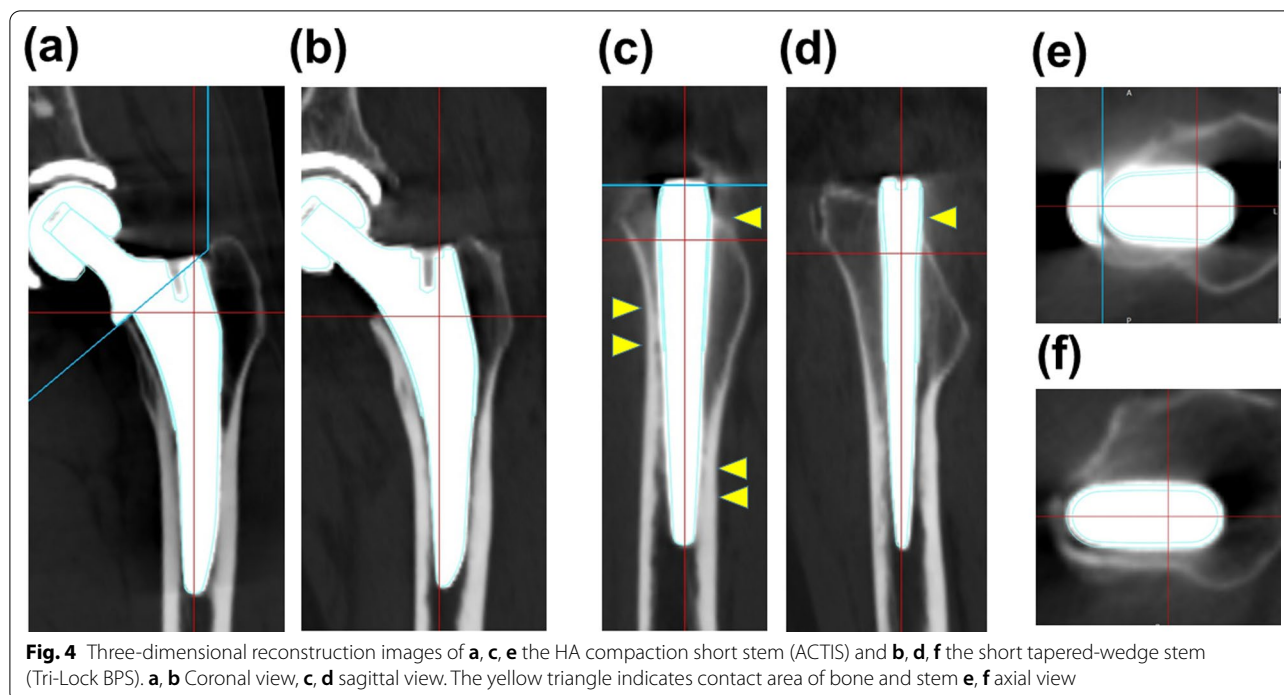 (a)
(b)
(c)
(d)
(e)
A
L
P
(f)
Fig. 4 Three-dimensional reconstruction images of a, c, e the HA compaction short stem (ACTIS) and b, d, f the short tapered-wedge stem
(Tri-Lock BPS). a, b Coronal view, c, d sagittal view. The yellow triangle indicates contact area of bone and stem e, f axial view